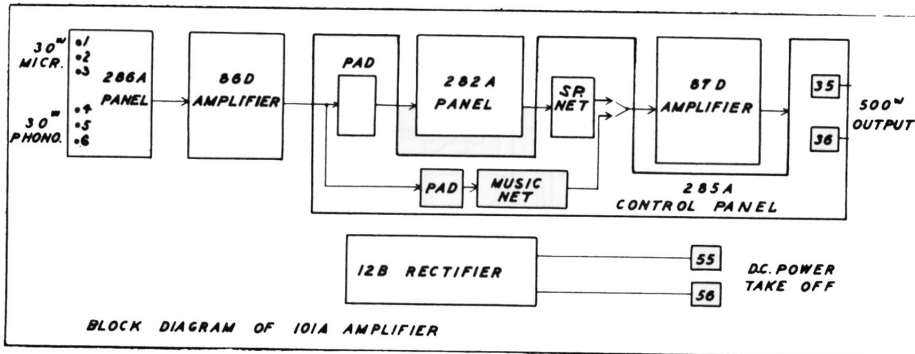 30ω
MICR.
•1
•2
•3
286A
PANEL
30ω
PHONO.
•4
•5
•6
86D
AMPLIFIER
PAD
282A
PANEL
SP.
NET
87D
AMPLIFIER
35
36
500ω
OUTPUT
PAD
MUSIC
NET
285A
CONTROL PANEL
12B RECTIFIER
55
56
D.C. POWER
TAKE OFF
BLOCK DIAGRAM OF 101A AMPLIFIER